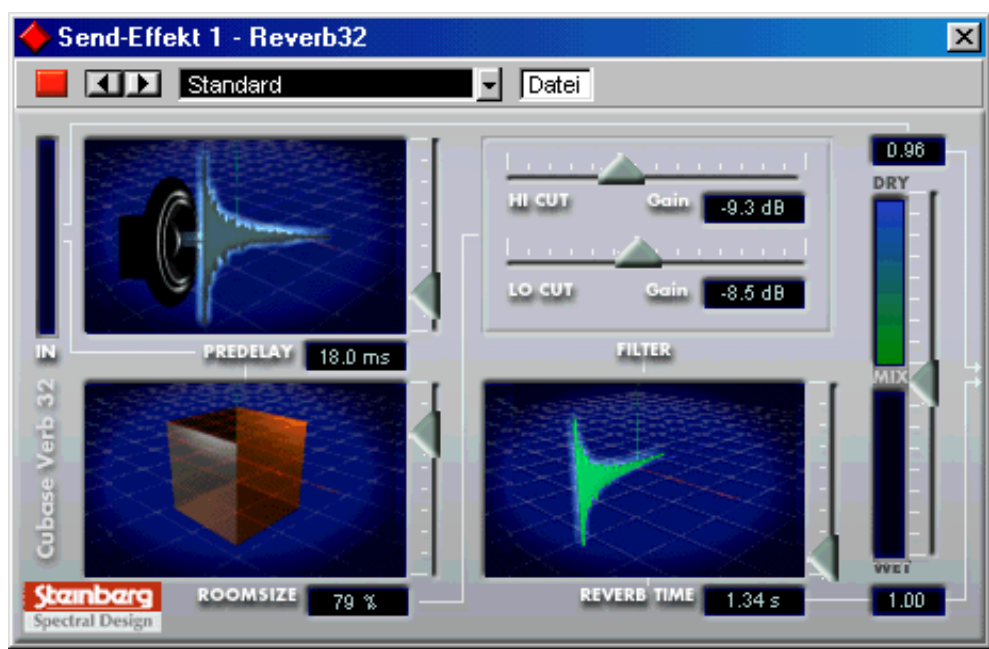 Send-Effekt 1 - Reverb32
Standard
Datei
0.96
DRY
HI CUT Gain -9.3 dB
LO CUT Gain -8.5 dB
IN
PREDELAY 18.0 ms
FILTER
MIX
Cubase Verb 32
WET
Steinberg
Spectral Design
ROOMSIZE 79 %
REVERB TIME 1.34 s
1.00